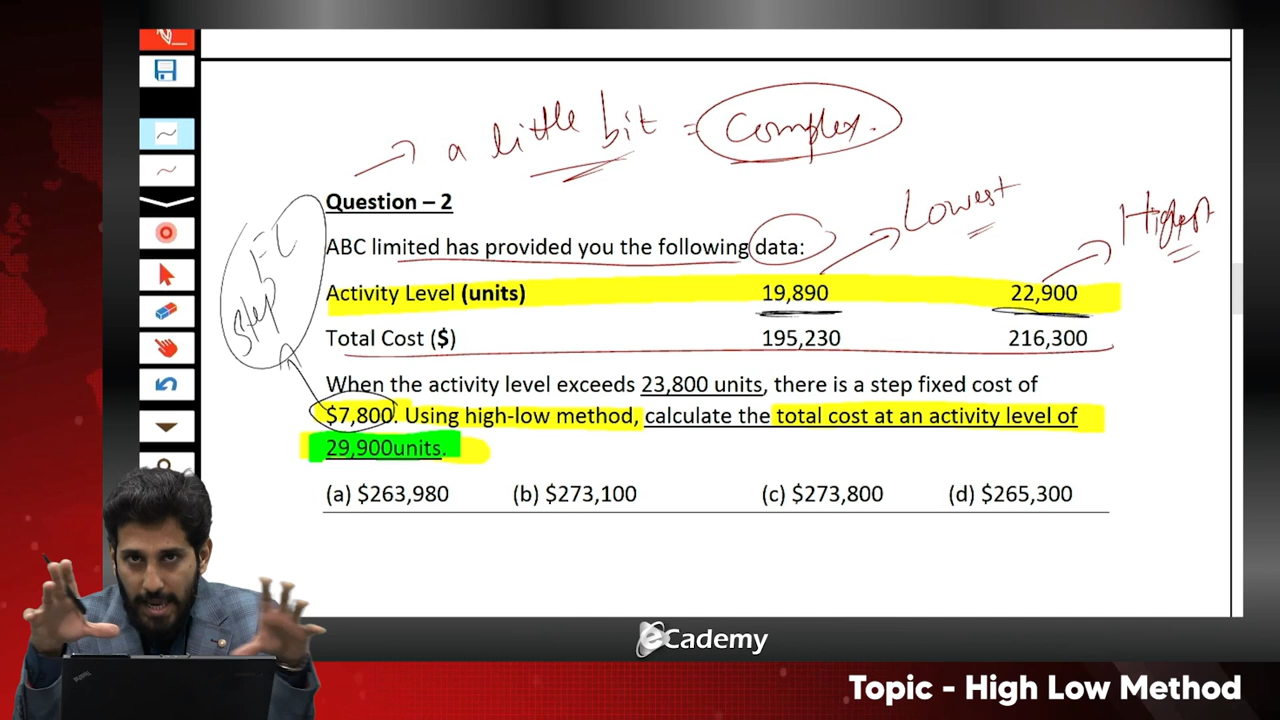 a little bit = Complex.
Question – 2
Lowest
Highest
ABC limited has provided you the following data:
Activity Level (units) 19,890 22,900
Total Cost ($) 195,230 216,300
Step FC
When the activity level exceeds 23,800 units, there is a step fixed cost of
$7,800. Using high-low method, calculate the total cost at an activity level of
29,900units.
(a) $263,980 (b) $273,100 (c) $273,800 (d) $265,300
eCademy
Topic - High Low Method